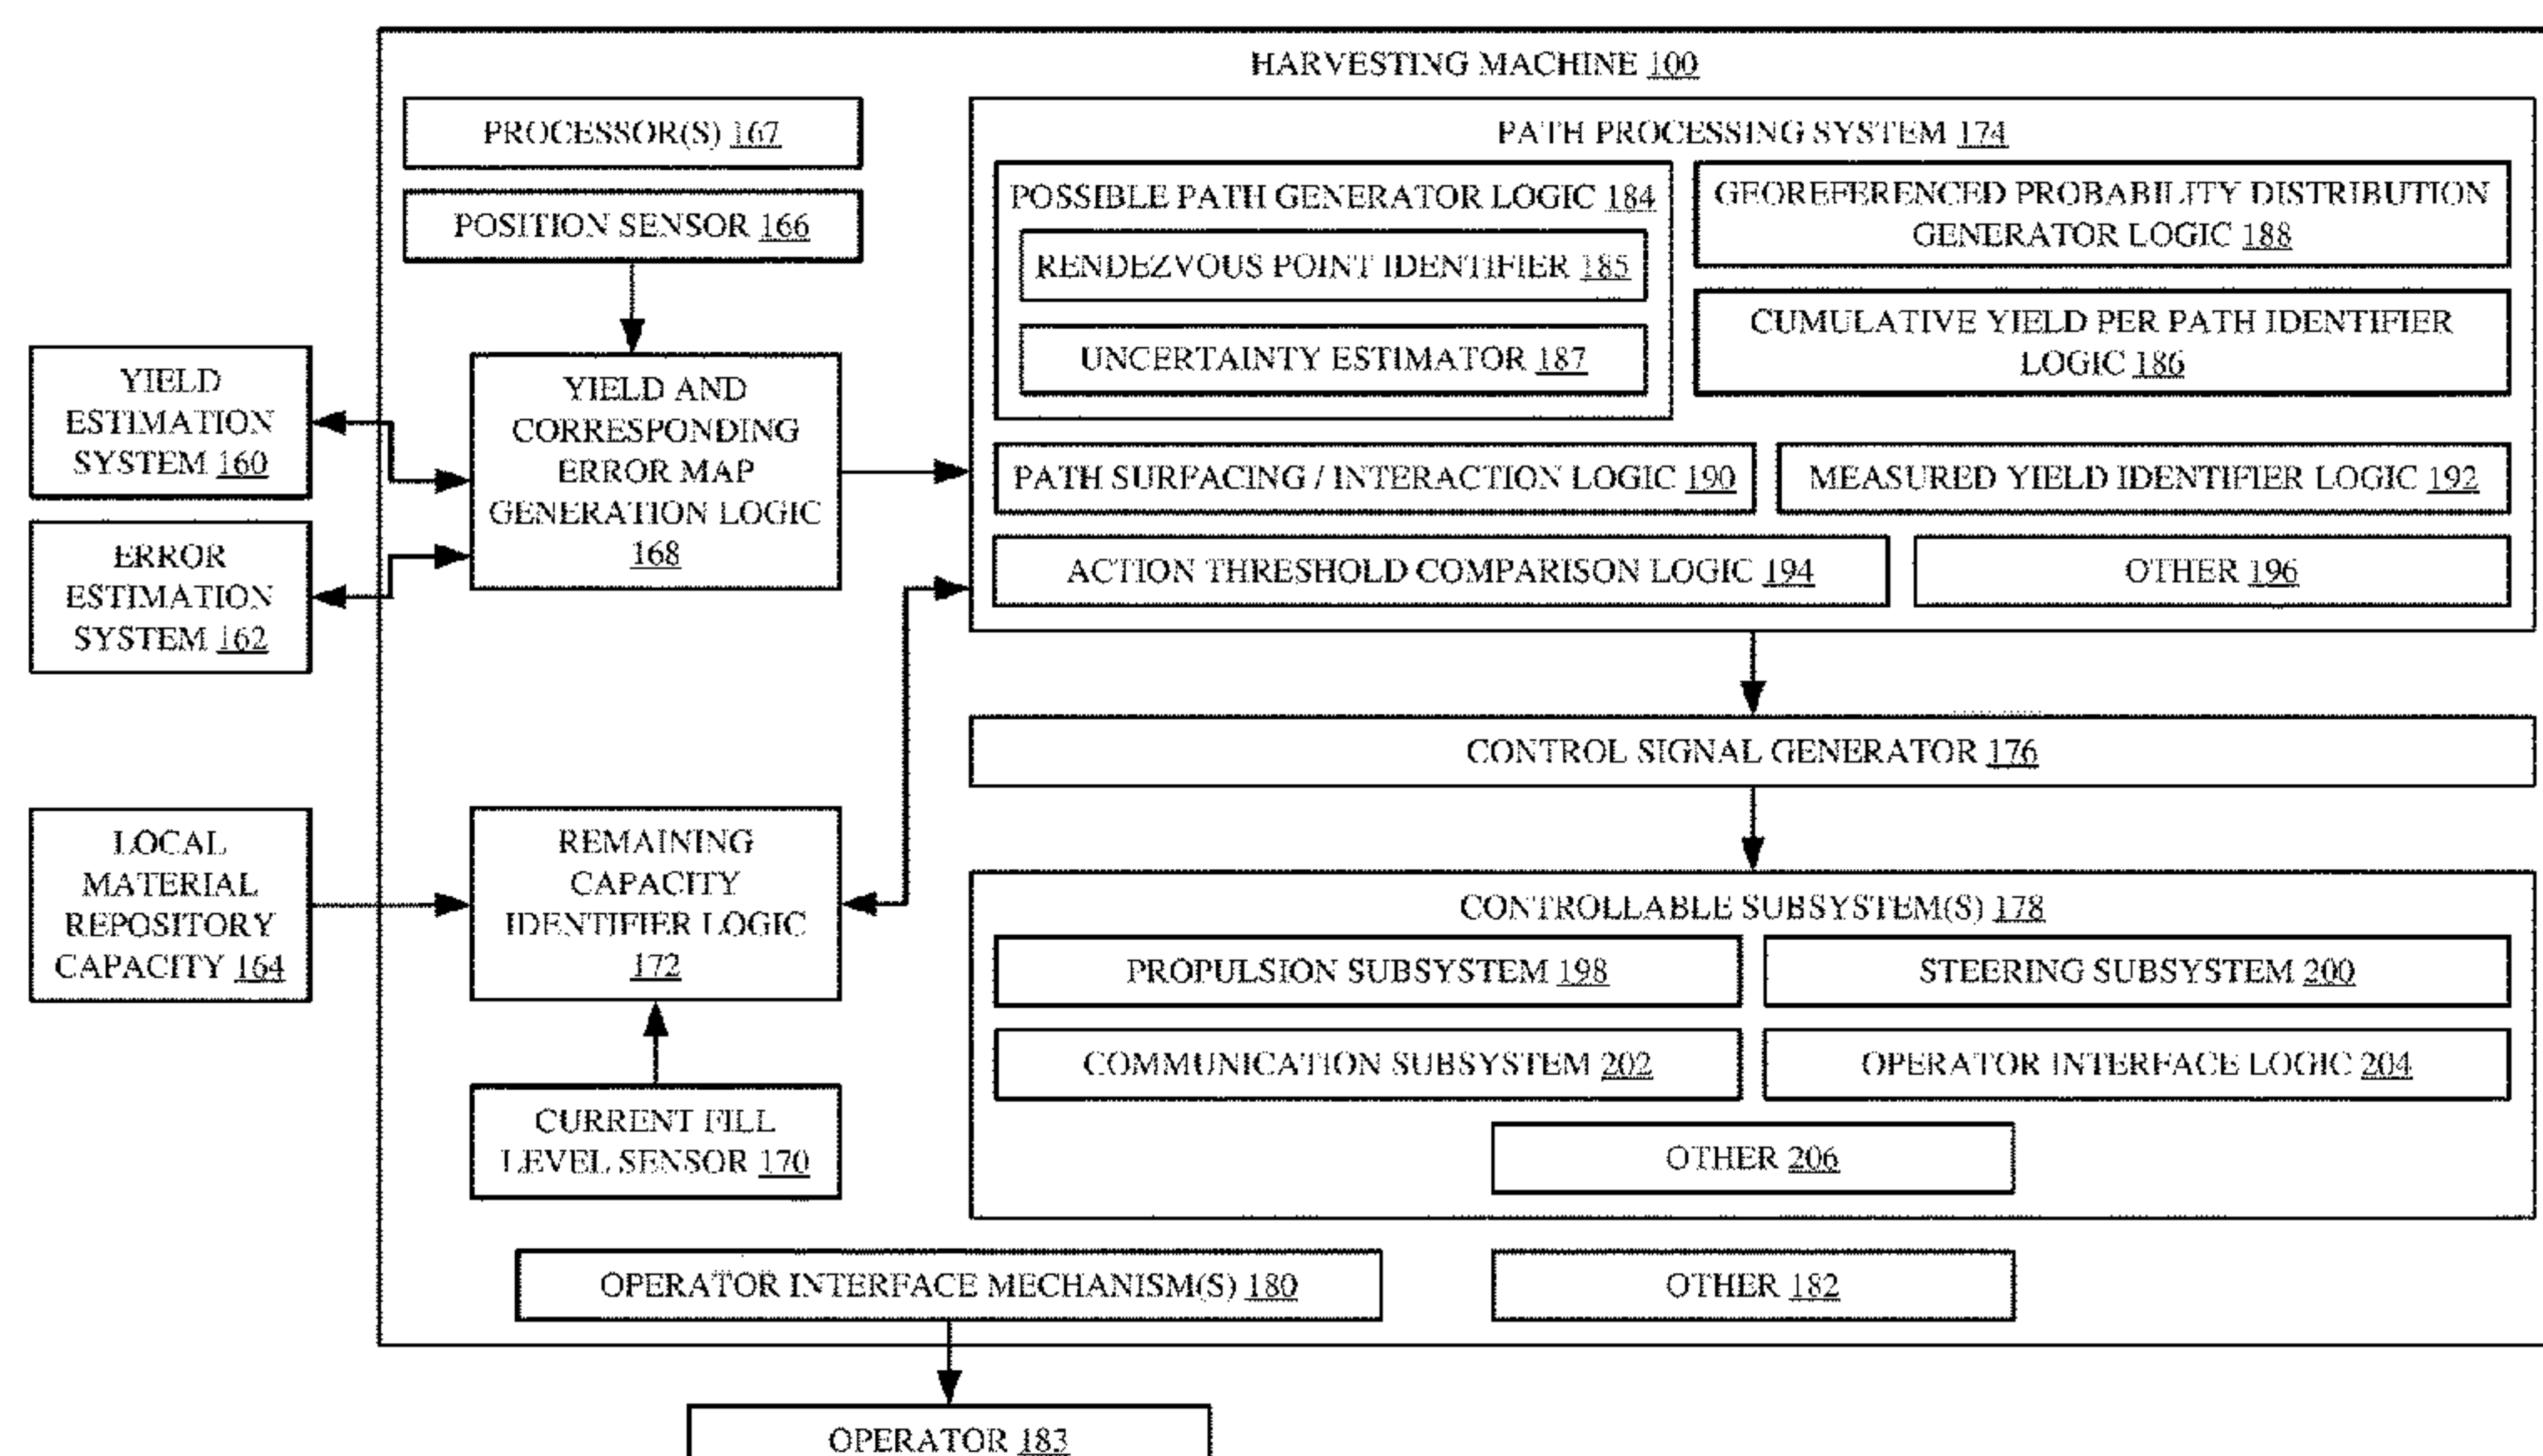 HARVESTING MACHINE 100
PROCESSOR(S) 167
POSITION SENSOR 166
YIELD
ESTIMATION
SYSTEM 160
ERROR
ESTIMATION
SYSTEM 162
YIELD AND
CORRESPONDING
ERROR MAP
GENERATION LOGIC
168
LOCAL
MATERIAL
REPOSITORY
CAPACITY 164
REMAINING
CAPACITY
IDENTIFIER LOGIC
172
CURRENT FILL
LEVEL SENSOR 170
PATH PROCESSING SYSTEM 174
POSSIBLE PATH GENERATOR LOGIC 184
RENDEZVOUS POINT IDENTIFIER 185
UNCERTAINTY ESTIMATOR 187
GEOREFERENCED PROBABILITY DISTRIBUTION
GENERATOR LOGIC 188
CUMULATIVE YIELD PER PATH IDENTIFIER
LOGIC 186
PATH SURFACING / INTERACTION LOGIC 190
MEASURED YIELD IDENTIFIER LOGIC 192
ACTION THRESHOLD COMPARISON LOGIC 194
OTHER 196
CONTROL SIGNAL GENERATOR 176
CONTROLLABLE SUBSYSTEM(S) 178
PROPULSION SUBSYSTEM 198
STEERING SUBSYSTEM 200
COMMUNICATION SUBSYSTEM 202
OPERATOR INTERFACE LOGIC 204
OTHER 206
OPERATOR INTERFACE MECHANISM(S) 180
OTHER 182
OPERATOR 183